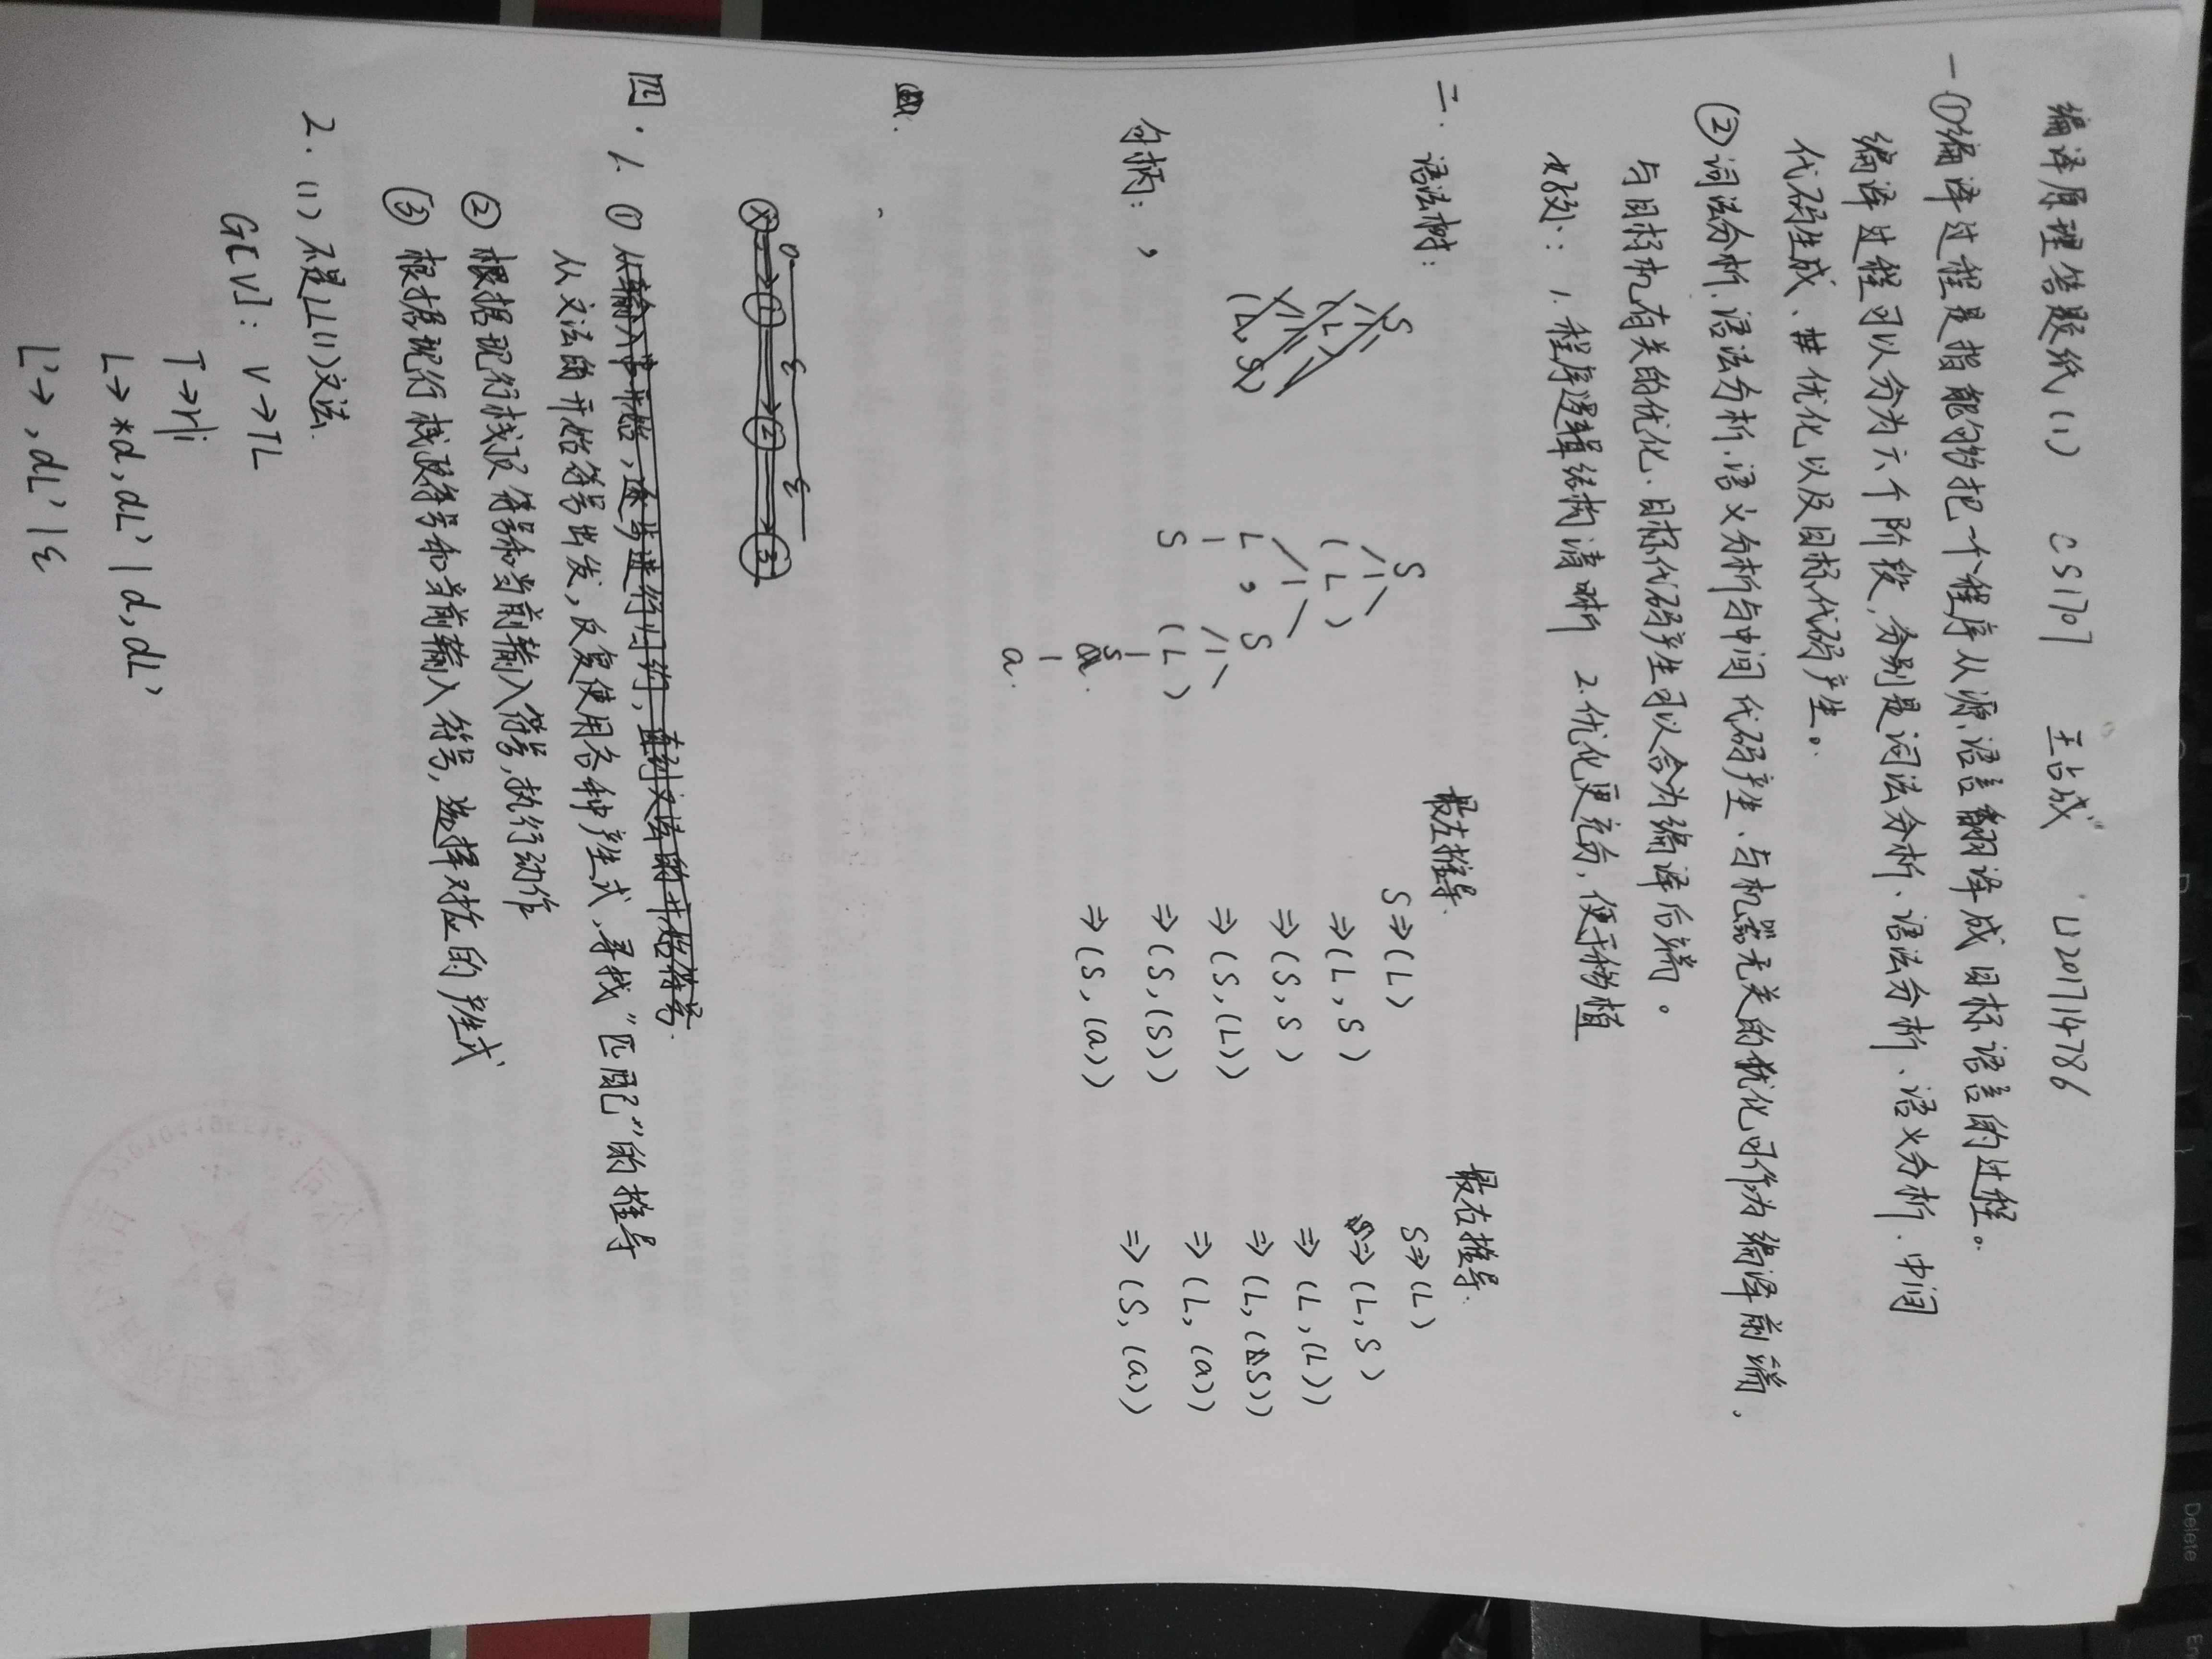 编译原理答题纸(1) CS1707 王占成 U201714786
一①编译过程是指能够把一个程序从源语言翻译成目标语言的过程。
编译过程可以分为六个阶段,分别是词法分析、语法分析、语义分析、中间
代码生成、优化以及目标代码产生。
②词法分析、语法分析、语义分析与中间代码产生、与机器无关的优化可作为编译前端,
与目标机有关的优化、目标代码产生可以合为编译后端。
好处:1.程序逻辑结构清晰 2.优化更充分,便于移植
二.语法树:
S
( L )
L , S
S ( L )
S
a.
句柄:,
最左推导.
S⇒(L)
⇒(L,S)
⇒(S,S)
⇒(S,(L))
⇒(S,(S))
⇒(S,(a))
最右推导.
S⇒(L)
⇒(L,S)
⇒(L,(L))
⇒(L,(S))
⇒(L,(a))
⇒(S,(a))
0 ε ε
X 1 2 3
四.1.①从输入串开始,逐步进行归约,直到文法的开始符号.
从文法的开始符号出发,反复使用各种产生式,寻找"匹配"的推导
②根据现行栈顶符号和当前输入符号,执行动作
③根据现行栈顶符号和当前输入符号,选择对应的产生式
2.(1)不是LL(1)文法.
G[V]: V→TL
T→r|i
L→*d,dL'|d,dL'
L'→,dL'|ε
Delete